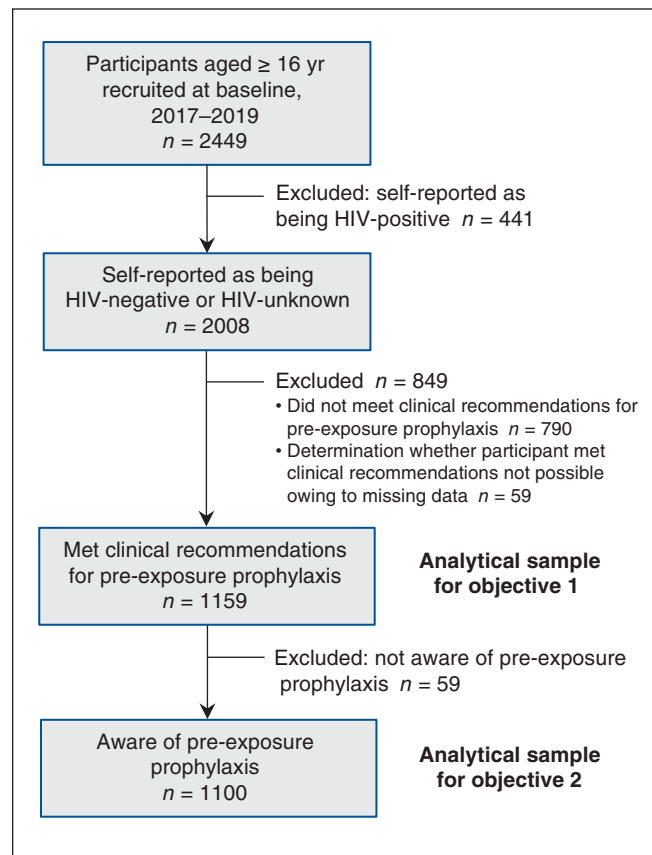 Participants aged ≥ 16 yr
recruited at baseline,
2017–2019
n = 2449
Excluded: self-reported as
being HIV-positive n = 441
Self-reported as being
HIV-negative or HIV-unknown
n = 2008
Excluded n = 849
• Did not meet clinical recommendations for
pre-exposure prophylaxis n = 790
• Determination whether participant met
clinical recommendations not possible
owing to missing data n = 59
Met clinical recommendations
for pre-exposure prophylaxis
n = 1159
Analytical sample
for objective 1
Excluded: not aware of pre-exposure
prophylaxis n = 59
Aware of pre-exposure
prophylaxis
n = 1100
Analytical sample
for objective 2